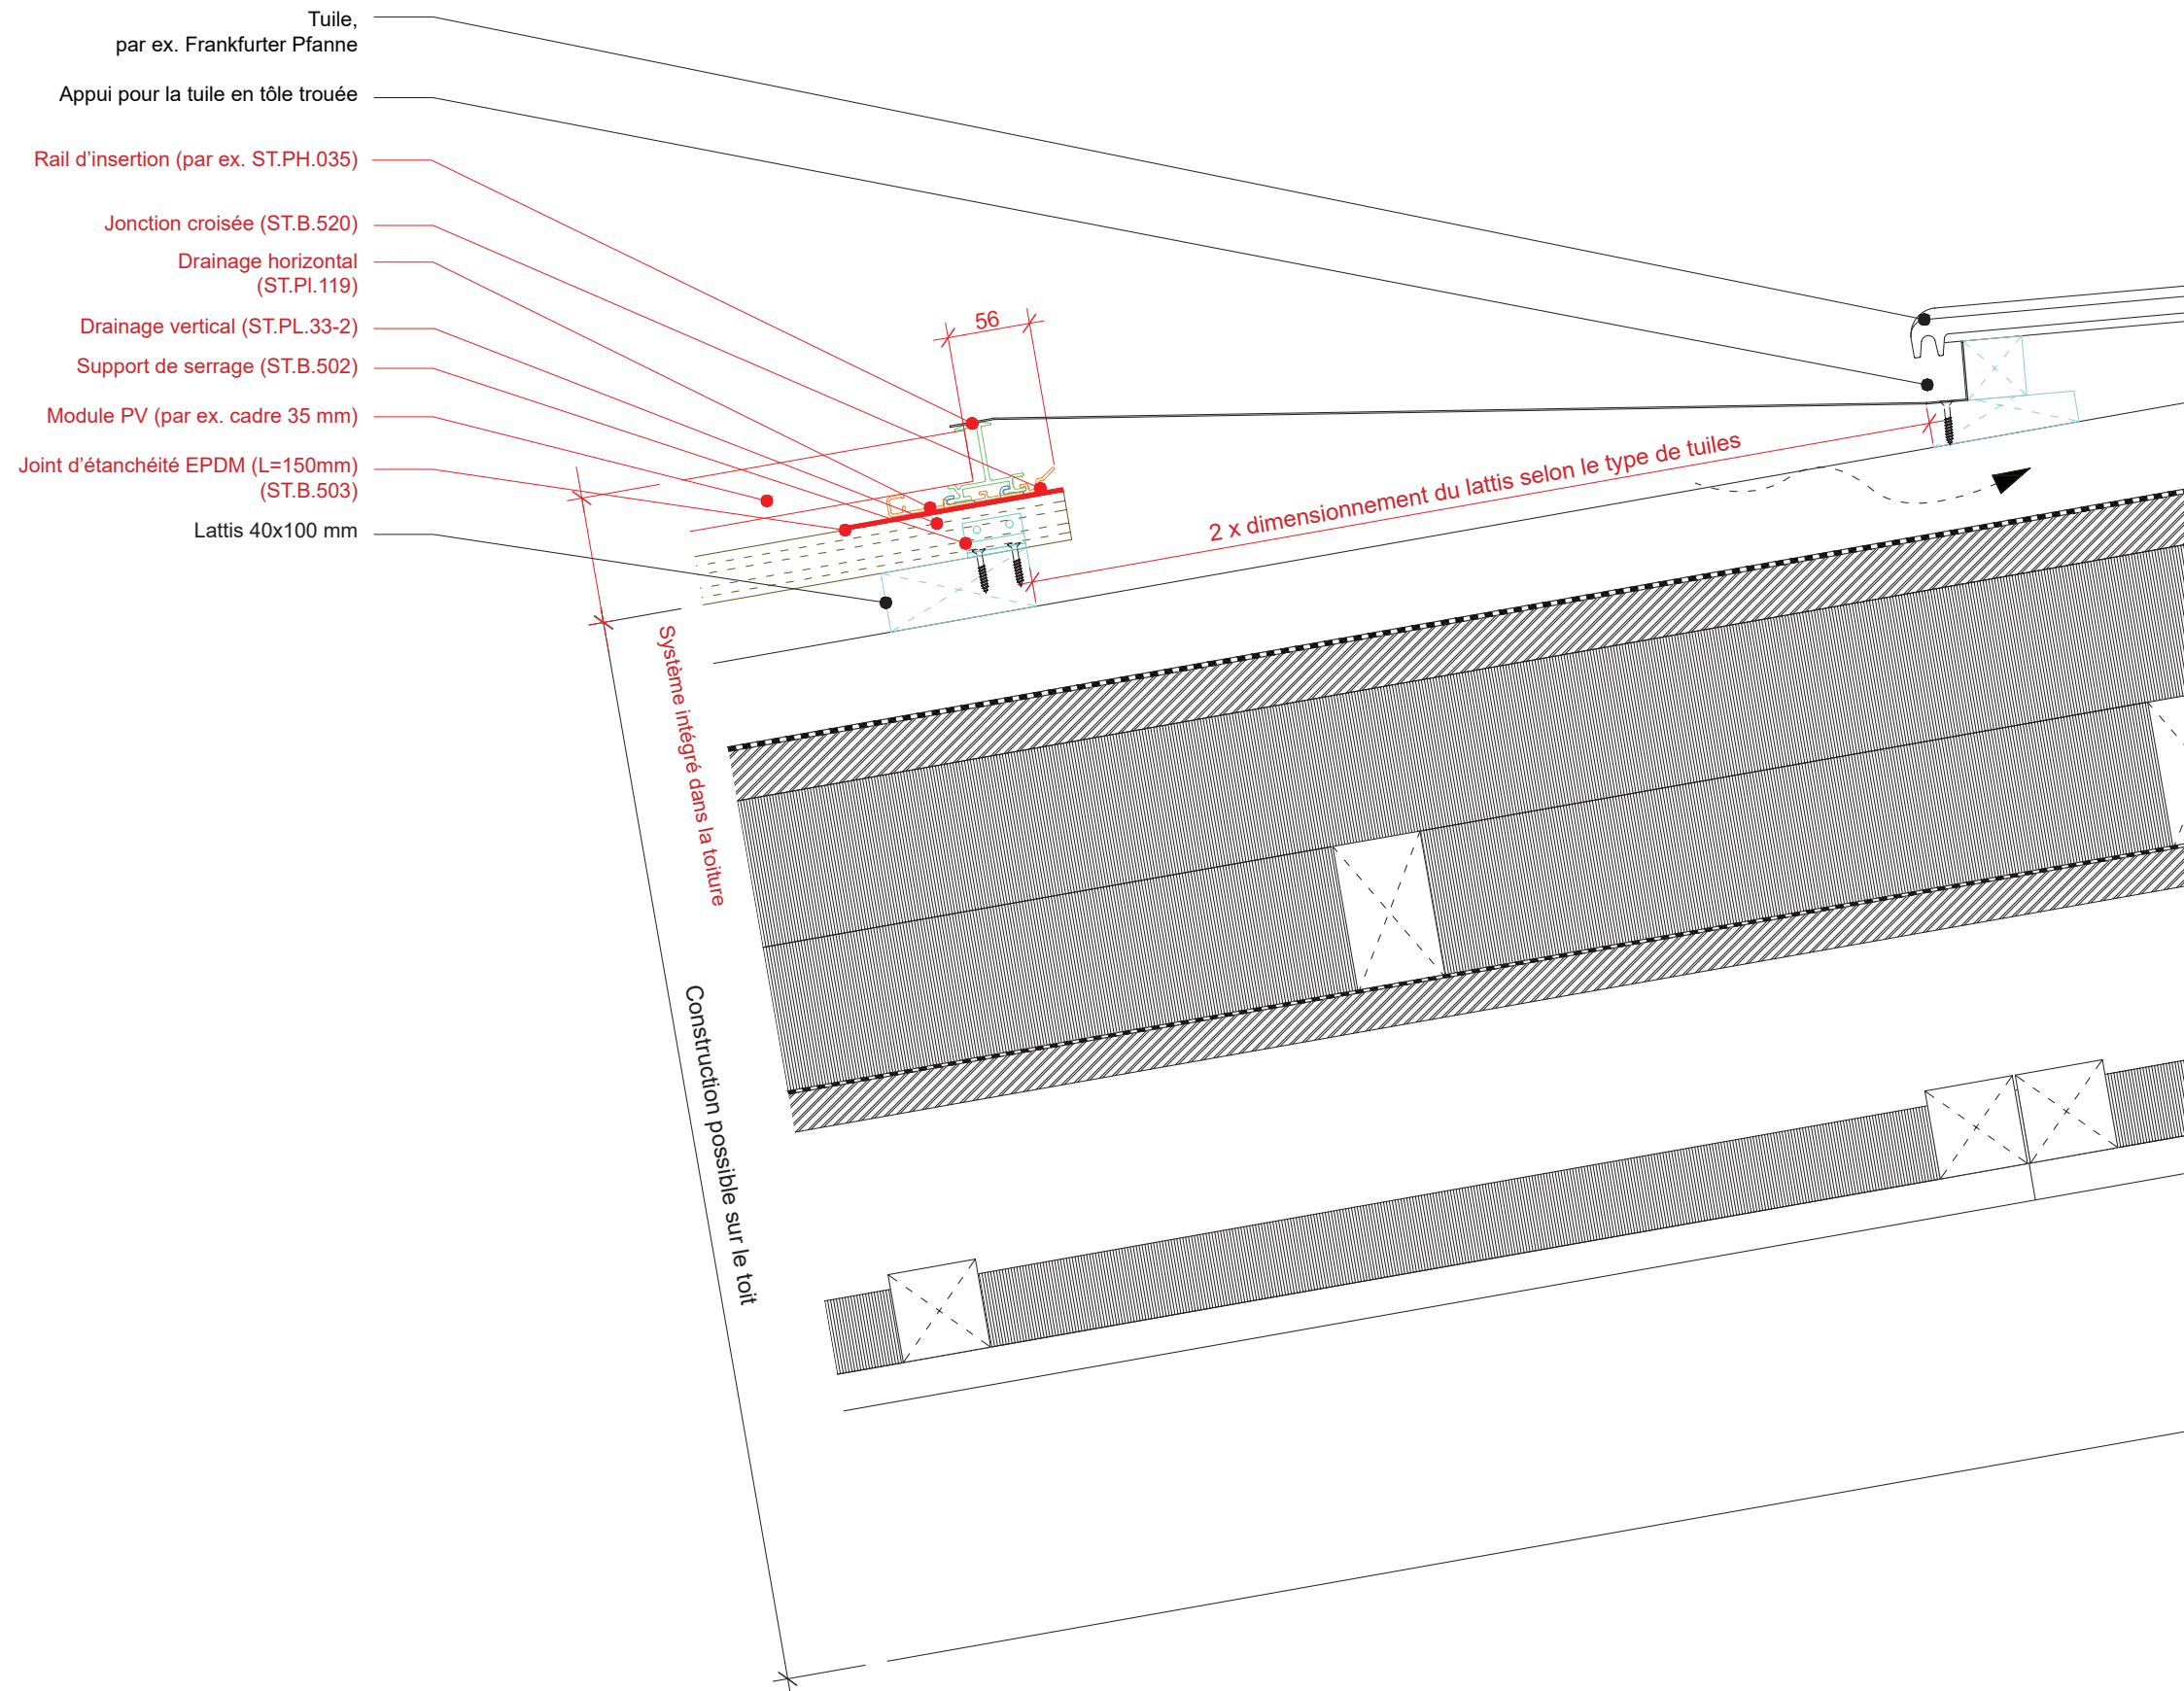 Tuile,
par ex. Frankfurter Pfanne
Appui pour la tuile en tôle trouée
Rail d’insertion (par ex. ST.PH.035)
Jonction croisée (ST.B.520)
Drainage horizontal
(ST.Pl.119)
Drainage vertical (ST.PL.33-2)
Support de serrage (ST.B.502)
Module PV (par ex. cadre 35 mm)
Joint d’étanchéité EPDM (L=150mm)
(ST.B.503)
Lattis 40x100 mm
56
2 x dimensionnement du lattis selon le type de tuiles
Système intégré dans la toiture
Construction possible sur le toit